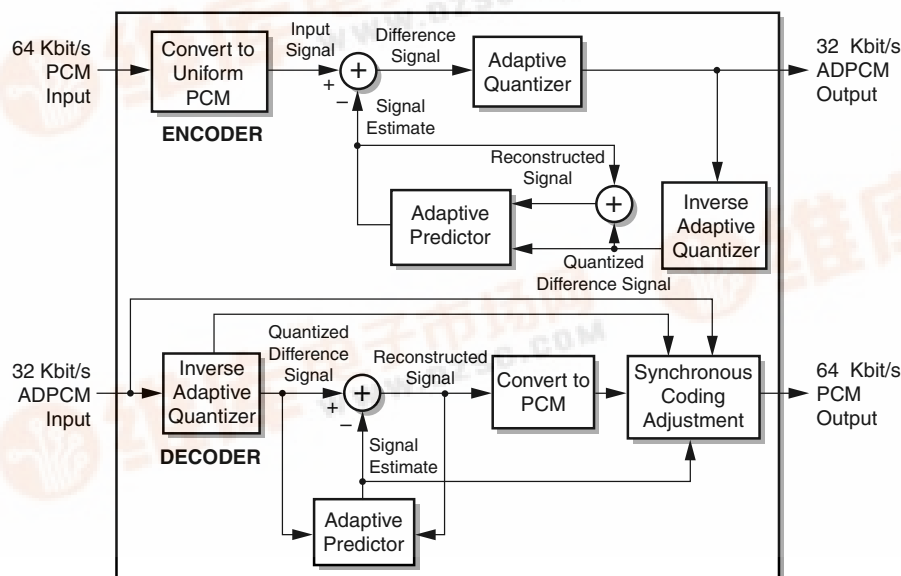 64 Kbit/s
PCM
Input
Convert to
Uniform
PCM
ENCODER
Input
Signal
+
−
+
Difference
Signal
Signal
Estimate
Adaptive
Quantizer
32 Kbit/s
ADPCM
Output
Reconstructed
Signal
+
Adaptive
Predictor
Inverse
Adaptive
Quantizer
Quantized
Difference Signal
32 Kbit/s
ADPCM
Input
Inverse
Adaptive
Quantizer
DECODER
Quantized
Difference
Signal
+
−
+
Reconstructed
Signal
Signal
Estimate
Adaptive
Predictor
Convert to
PCM
Synchronous
Coding
Adjustment
64 Kbit/s
PCM
Output
WWW.DZSC.COM